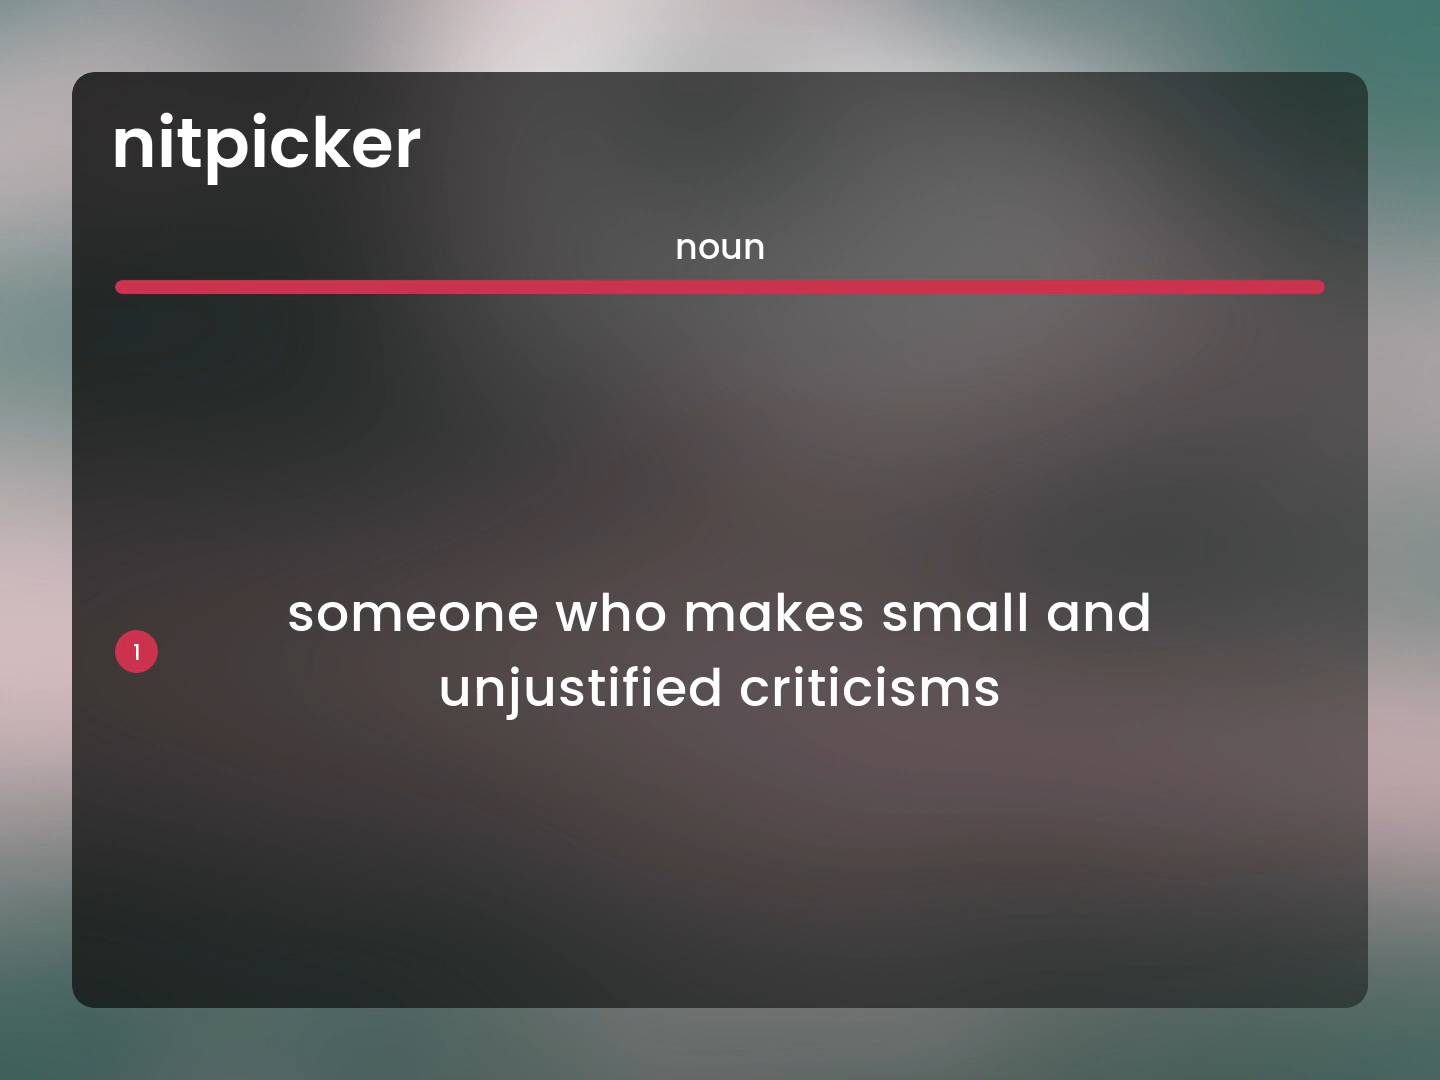 nitpicker
noun
1
someone who makes small and
unjustified criticisms